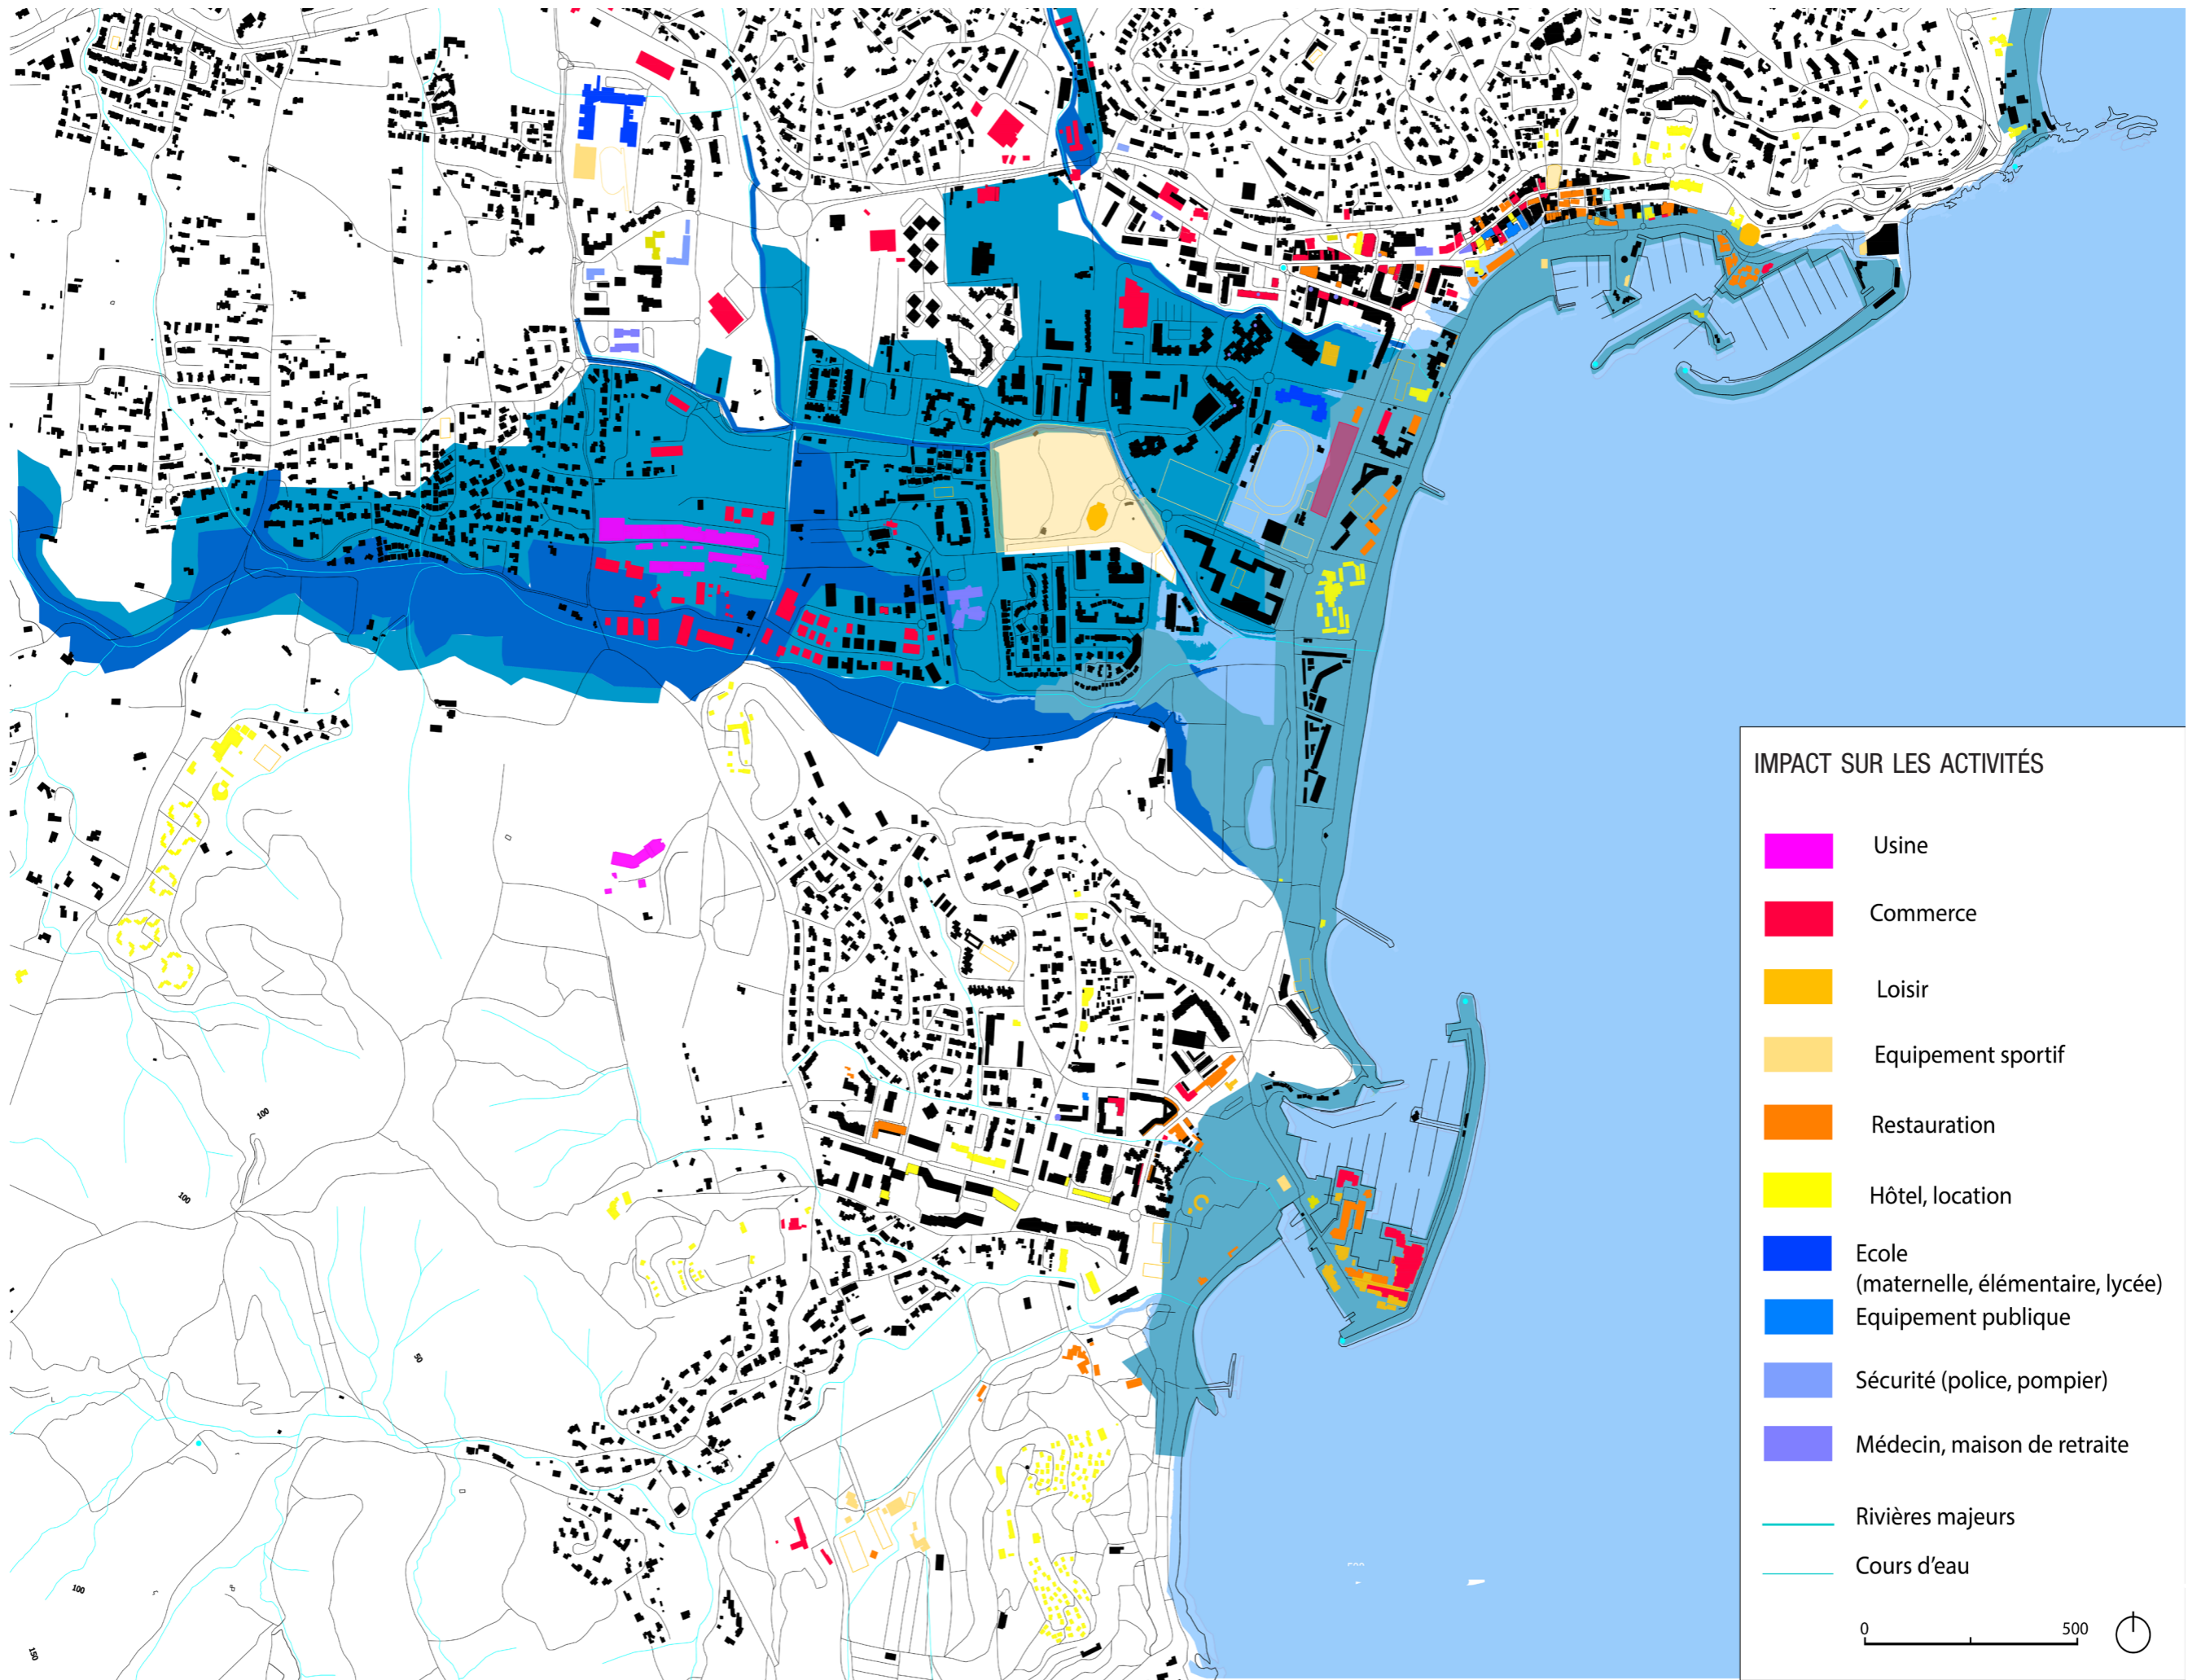 IMPACT SUR LES ACTIVITÉS
Usine
Commerce
Loisir
Equipement sportif
Restauration
Hôtel, location
Ecole
(maternelle, élémentaire, lycée)
Equipement publique
Sécurité (police, pompier)
Médecin, maison de retraite
Rivières majeurs
Cours d'eau
0 500
100
100
50
100
150